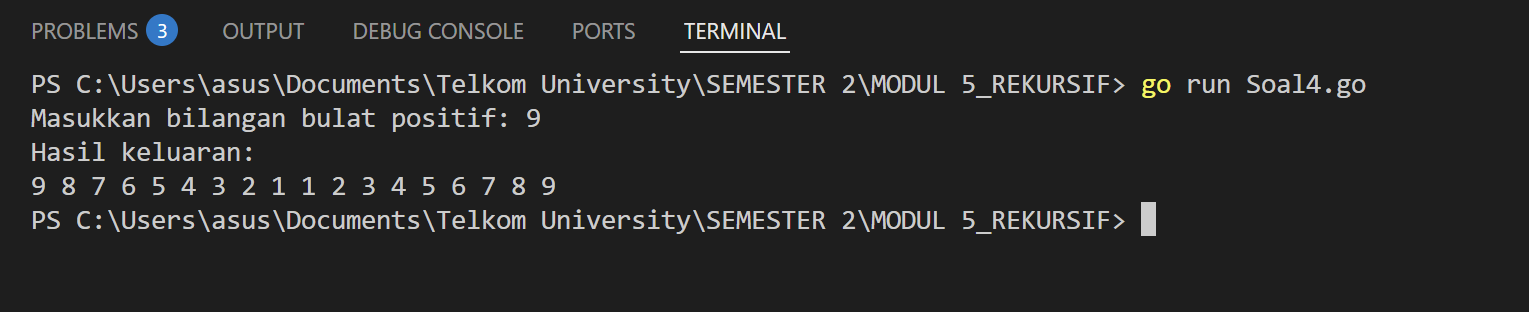 PROBLEMS 3 OUTPUT DEBUG CONSOLE PORTS TERMINAL
PS C:\Users\asus\Documents\Telkom University\SEMESTER 2\MODUL 5_REKURSIF> go run Soal4.go
Masukkan bilangan bulat positif: 9
Hasil keluaran:
9 8 7 6 5 4 3 2 1 1 2 3 4 5 6 7 8 9
PS C:\Users\asus\Documents\Telkom University\SEMESTER 2\MODUL 5_REKURSIF>